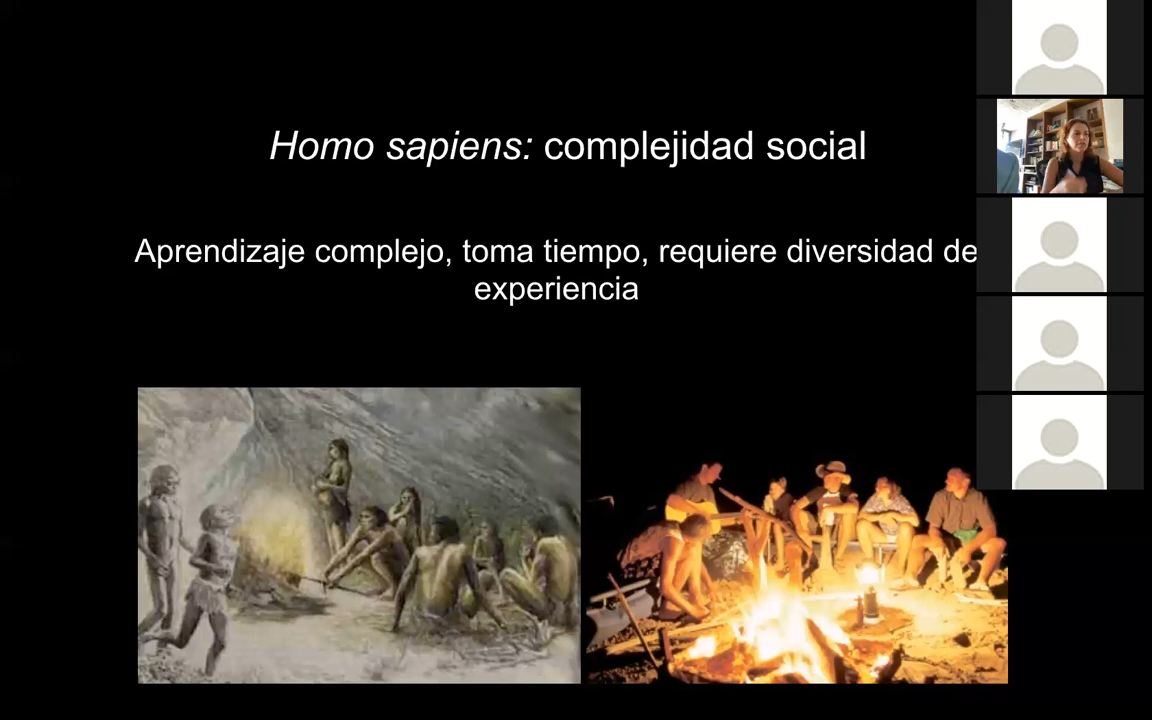 Homo sapiens: complejidad social
Aprendizaje complejo, toma tiempo, requiere diversidad de
experiencia